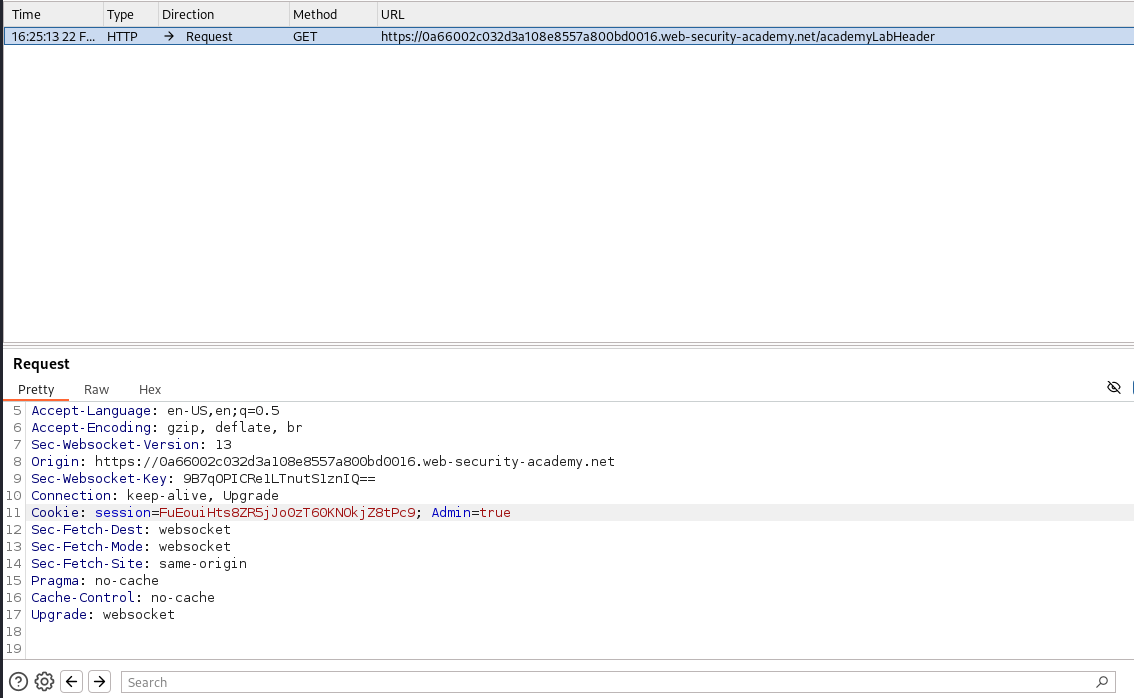 Time Type Direction Method URL
16:25:13 22 F... HTTP → Request GET https://0a66002c032d3a108e8557a800bd0016.web-security-academy.net/academyLabHeader
Request
Pretty Raw Hex
5 Accept-Language: en-US,en;q=0.5
6 Accept-Encoding: gzip, deflate, br
7 Sec-Websocket-Version: 13
8 Origin: https://0a66002c032d3a108e8557a800bd0016.web-security-academy.net
9 Sec-Websocket-Key: 9B7qOPICRe1LTnutS1znIQ==
10 Connection: keep-alive, Upgrade
11 Cookie: session=FuEouiHts8ZR5jJoOzT60KNOkjZ8tPc9; Admin=true
12 Sec-Fetch-Dest: websocket
13 Sec-Fetch-Mode: websocket
14 Sec-Fetch-Site: same-origin
15 Pragma: no-cache
16 Cache-Control: no-cache
17 Upgrade: websocket
18
19
Search